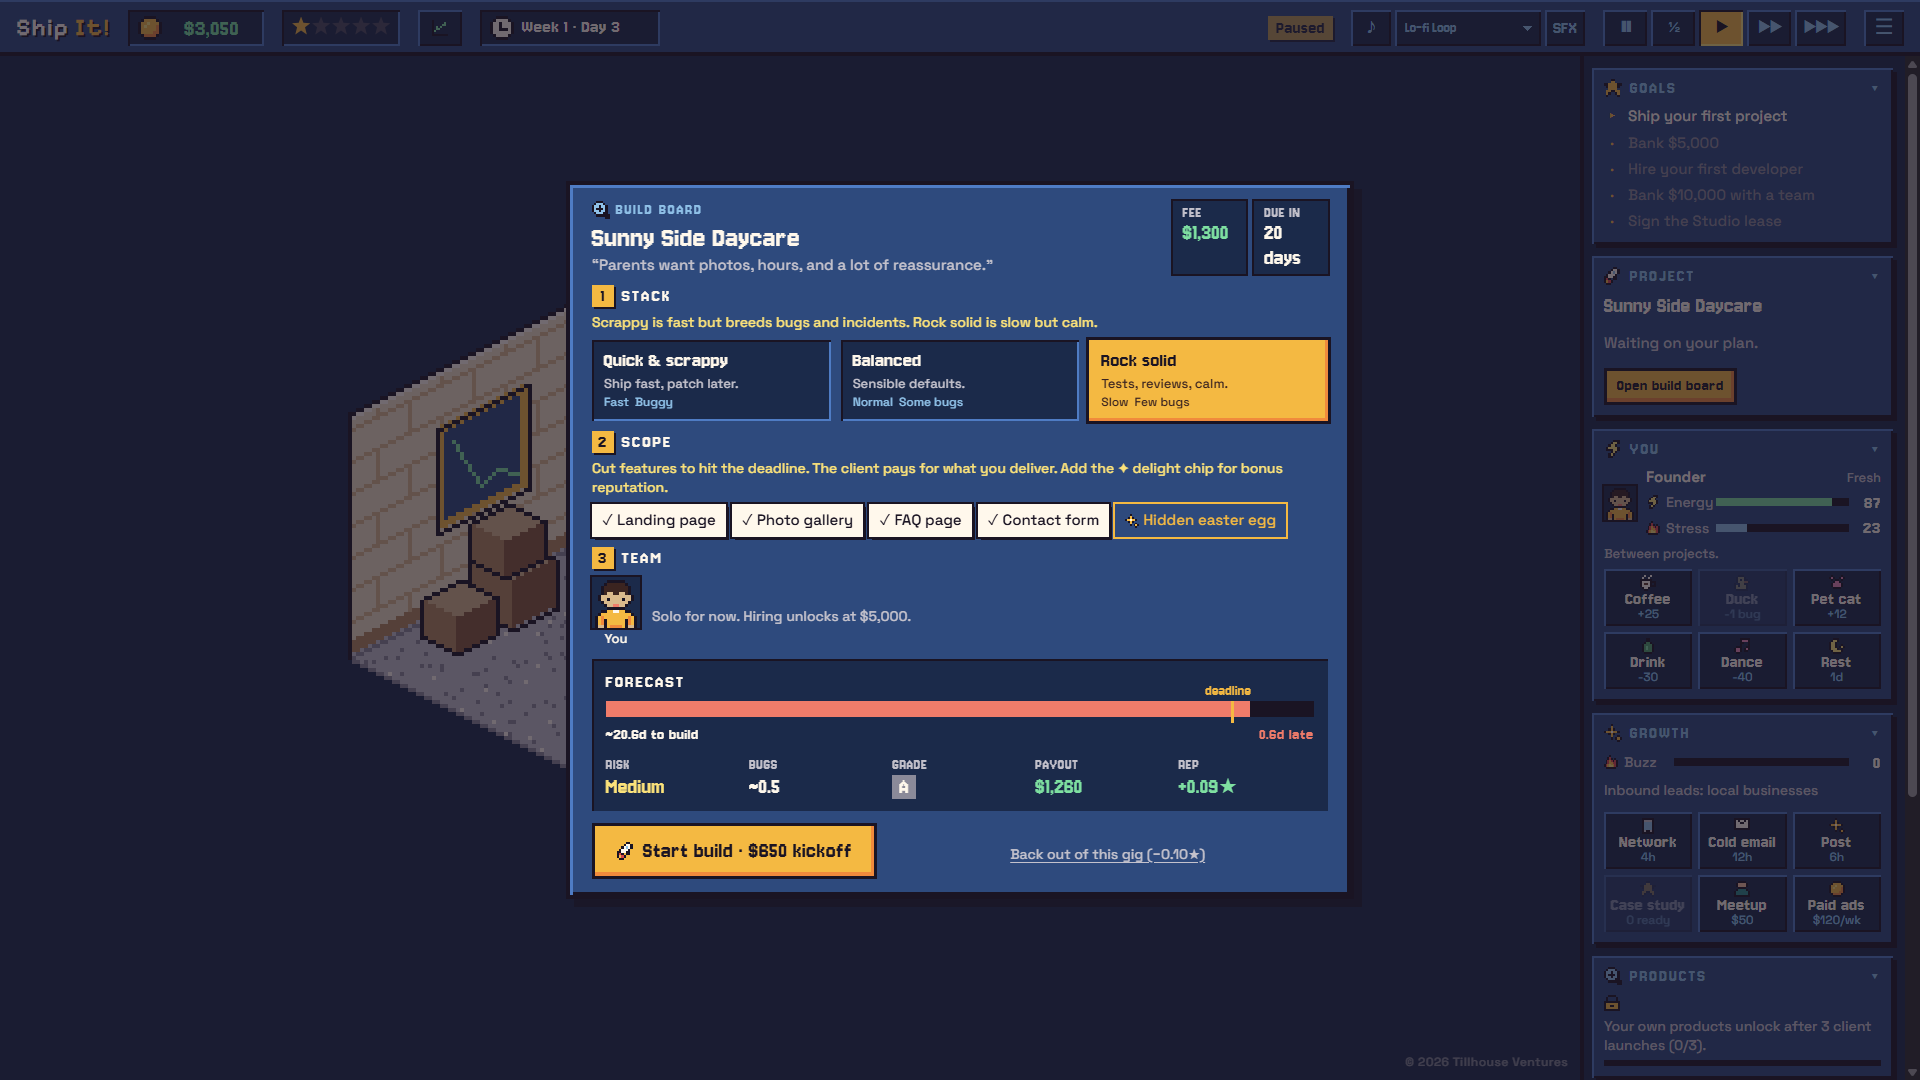 Ship It!
$3,050
Week 1 · Day 3
Paused
♪
Lo-fi Loop
SFX
½
BUILD BOARD
Sunny Side Daycare
“Parents want photos, hours, and a lot of reassurance.”
FEE
$1,300
DUE IN
20
days
1 STACK
Scrappy is fast but breeds bugs and incidents. Rock solid is slow but calm.
Quick & scrappy
Ship fast, patch later.
Fast Buggy
Balanced
Sensible defaults.
Normal Some bugs
Rock solid
Tests, reviews, calm.
Slow Few bugs
2 SCOPE
Cut features to hit the deadline. The client pays for what you deliver. Add the ✦ delight chip for bonus
reputation.
✓ Landing page
✓ Photo gallery
✓ FAQ page
✓ Contact form
Hidden easter egg
3 TEAM
You
Solo for now. Hiring unlocks at $5,000.
FORECAST
deadline
~20.6d to build
0.6d late
RISK
Medium
BUGS
~0.5
GRADE
A
PAYOUT
$1,260
REP
+0.09★
Start build · $650 kickoff
Back out of this gig (−0.10★)
GOALS
Ship your first project
Bank $5,000
Hire your first developer
Bank $10,000 with a team
Sign the Studio lease
PROJECT
Sunny Side Daycare
Waiting on your plan.
Open build board
YOU
Founder
Fresh
Energy 87
Stress 23
Between projects.
Coffee
+25
Duck
-1 bug
Pet cat
+12
Drink
-30
Dance
-40
Rest
1d
GROWTH
Buzz 0
Inbound leads: local businesses
Network
4h
Cold email
12h
Post
6h
Case study
0 ready
Meetup
$50
Paid ads
$120/wk
PRODUCTS
Your own products unlock after 3 client
launches (0/3).
© 2026 Tillhouse Ventures